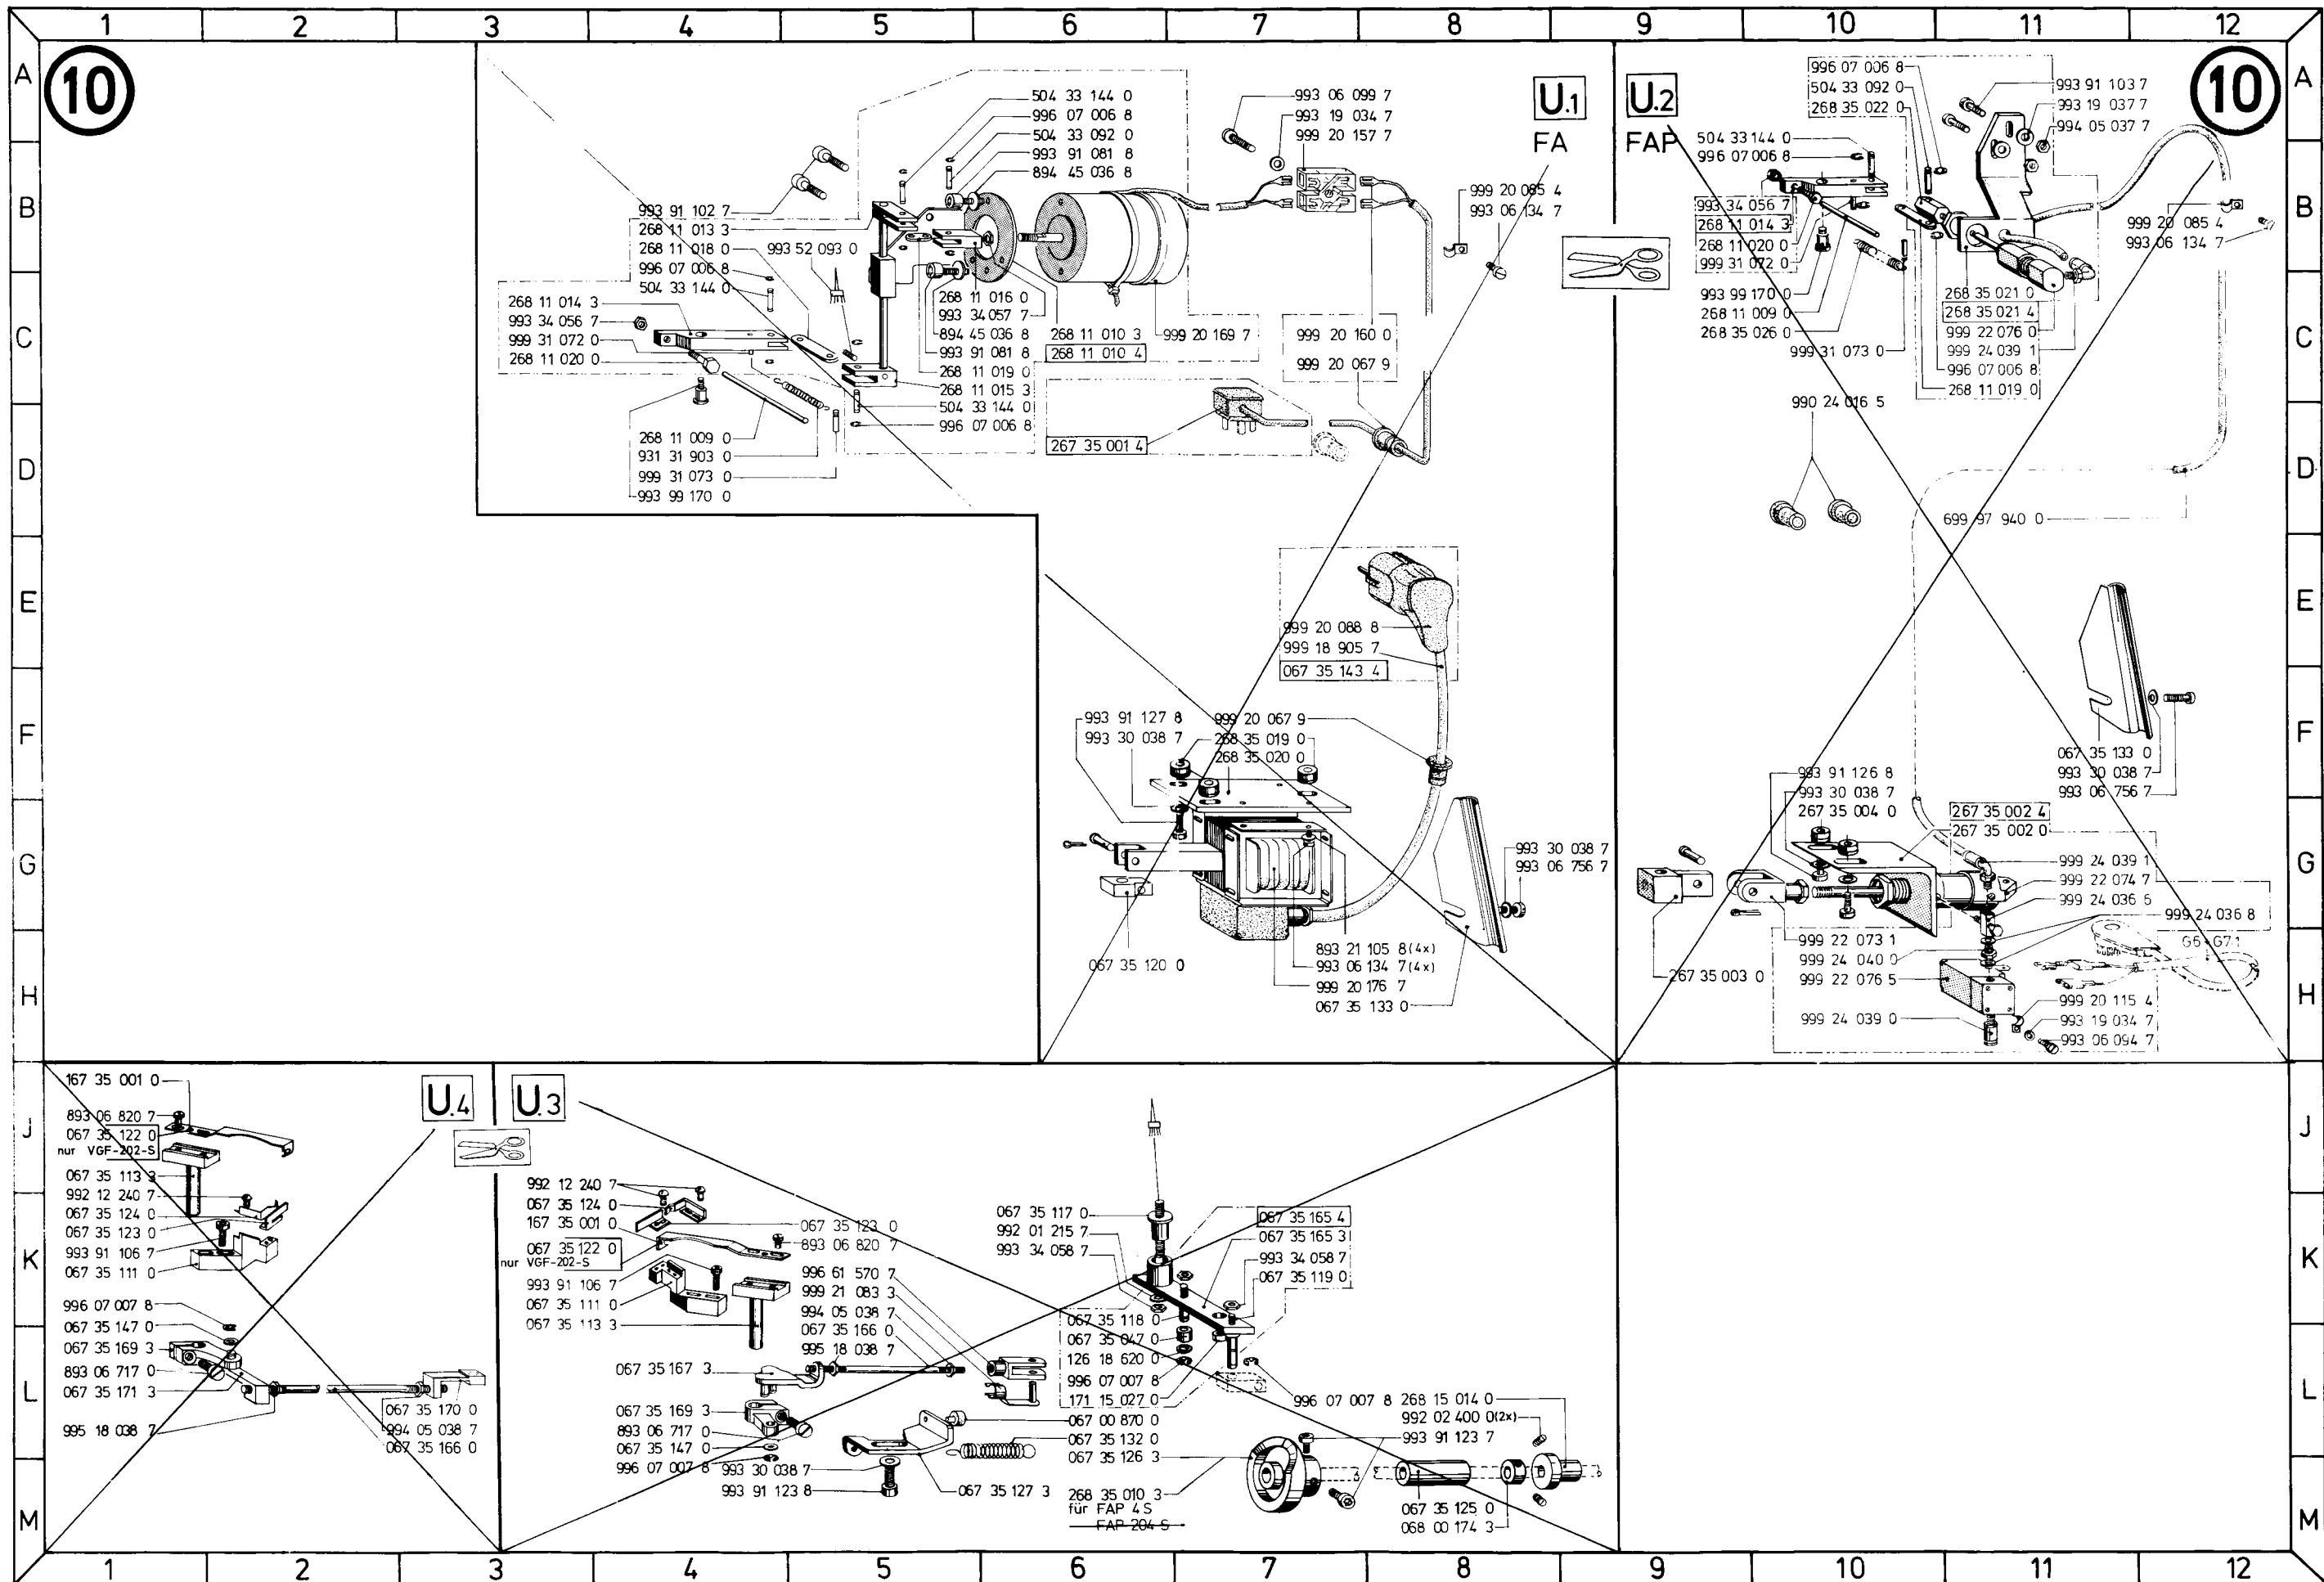 1 2 3 4 5 6 7 8 9 10 11 12
A B C D E F G H J K L M
10
U.1
FA
504 33 144 0
996 07 006 8
504 33 092 0
993 91 081 8
894 45 036 8
993 06 099 7
993 19 034 7
999 20 157 7
999 20 085 4
993 06 134 7
993 91 102 7
268 11 013 3
268 11 018 0
996 07 006 8
504 33 144 0
993 52 093 0
268 11 014 3
993 34 056 7
999 31 072 0
268 11 020 0
268 11 016 0
993 34 057 7
894 45 036 8
993 91 081 8
268 11 019 0
268 11 015 3
504 33 144 0
996 07 006 8
268 11 010 3
268 11 010 4
999 20 169 7
999 20 160 0
999 20 067 9
267 35 001 4
268 11 009 0
931 31 903 0
999 31 073 0
993 99 170 0
999 20 088 8
999 18 905 7
067 35 143 4
993 91 127 8
993 30 038 7
999 20 067 9
268 35 019 0
268 35 020 0
993 30 038 7
993 06 756 7
067 35 120 0
893 21 105 8 (4x)
993 06 134 7 (4x)
999 20 176 7
067 35 133 0
U.2
FAP
10
996 07 006 8
504 33 092 0
268 35 022 0
993 91 103 7
993 19 037 7
994 05 037 7
504 33 144 0
996 07 006 8
993 34 056 7
268 11 014 3
268 11 020 0
999 31 072 0
993 99 170 0
268 11 009 0
268 35 026 0
999 31 073 0
999 20 085 4
993 06 134 7
268 35 021 0
268 35 021 4
999 22 076 0
999 24 039 1
996 07 006 8
268 11 019 0
990 24 016 5
699 97 940 0
067 35 133 0
993 30 038 7
993 06 756 7
993 91 126 8
993 30 038 7
267 35 004 0
267 35 002 4
267 35 002 0
999 24 039 1
999 22 074 7
999 24 036 6
999 24 036 8
999 22 073 1
999 24 040 0
999 22 076 5
267 35 003 0
999 24 039 0
999 20 115 4
993 19 034 7
993 06 094 7
U.4
167 35 001 0
893 06 820 7
067 35 122 0
nur VGF-202-S
067 35 113 3
992 12 240 7
067 35 124 0
067 35 123 0
993 91 106 7
067 35 111 0
996 07 007 8
067 35 147 0
067 35 169 3
893 06 717 0
067 35 171 3
995 18 038 7
067 35 170 0
994 05 038 7
067 35 166 0
U.3
992 12 240 7
067 35 124 0
167 35 001 0
067 35 123 0
067 35 122 0
nur VGF-202-S
893 06 820 7
993 91 106 7
067 35 111 0
067 35 113 3
996 61 570 7
999 21 083 3
994 05 038 7
067 35 166 0
995 18 038 7
067 35 167 3
067 35 169 3
893 06 717 0
067 35 147 0
996 07 007 8
993 30 038 7
993 91 123 8
067 35 127 3
067 35 117 0
992 01 215 7
993 34 058 7
067 35 165 4
067 35 165 3
993 34 058 7
067 35 119 0
067 35 118 0
067 35 047 0
126 18 620 0
996 07 007 8
171 15 027 0
067 00 870 0
067 35 132 0
067 35 126 3
996 07 007 8
268 15 014 0
992 02 400 0(2x)
993 91 123 7
268 35 010 3
für FAP 4 S
FAP 204 S
067 35 125 0
068 00 174 3
1 2 3 4 5 6 7 8 9 10 11 12